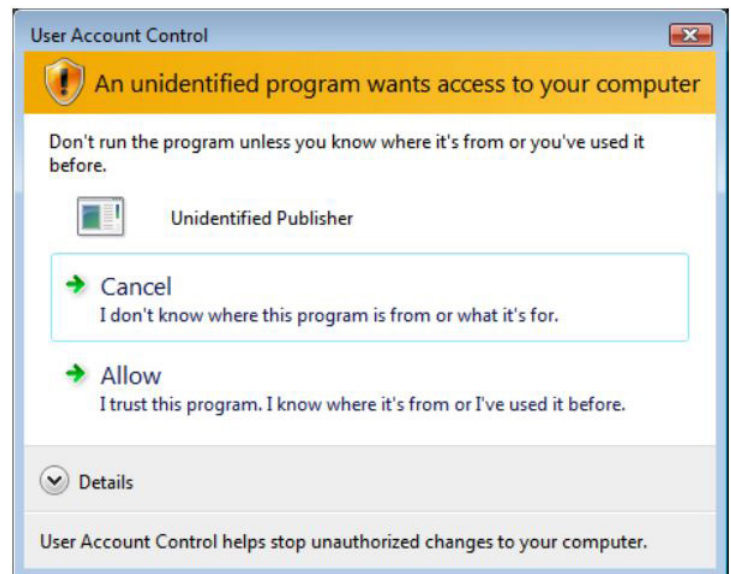 User Account Control
An unidentified program wants access to your computer
Don't run the program unless you know where it's from or you've used it
before.
Unidentified Publisher
Cancel
I don't know where this program is from or what it's for.
Allow
I trust this program. I know where it's from or I've used it before.
Details
User Account Control helps stop unauthorized changes to your computer.